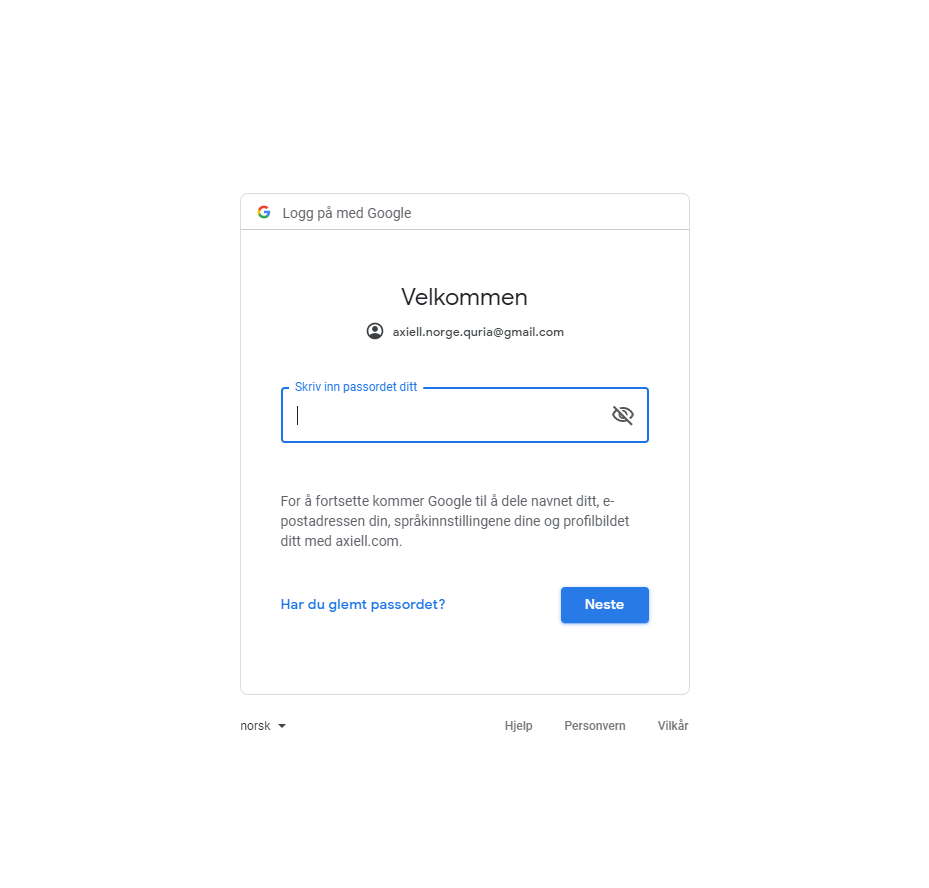 Logg på med Google
Velkommen
axiell.norge.quria@gmail.com
Skriv inn passordet ditt
For å fortsette kommer Google til å dele navnet ditt, e-
postadressen din, språkinnstillingene dine og profilbildet
ditt med axiell.com.
Har du glemt passordet?
Neste
norsk
Hjelp
Personvern
Vilkår